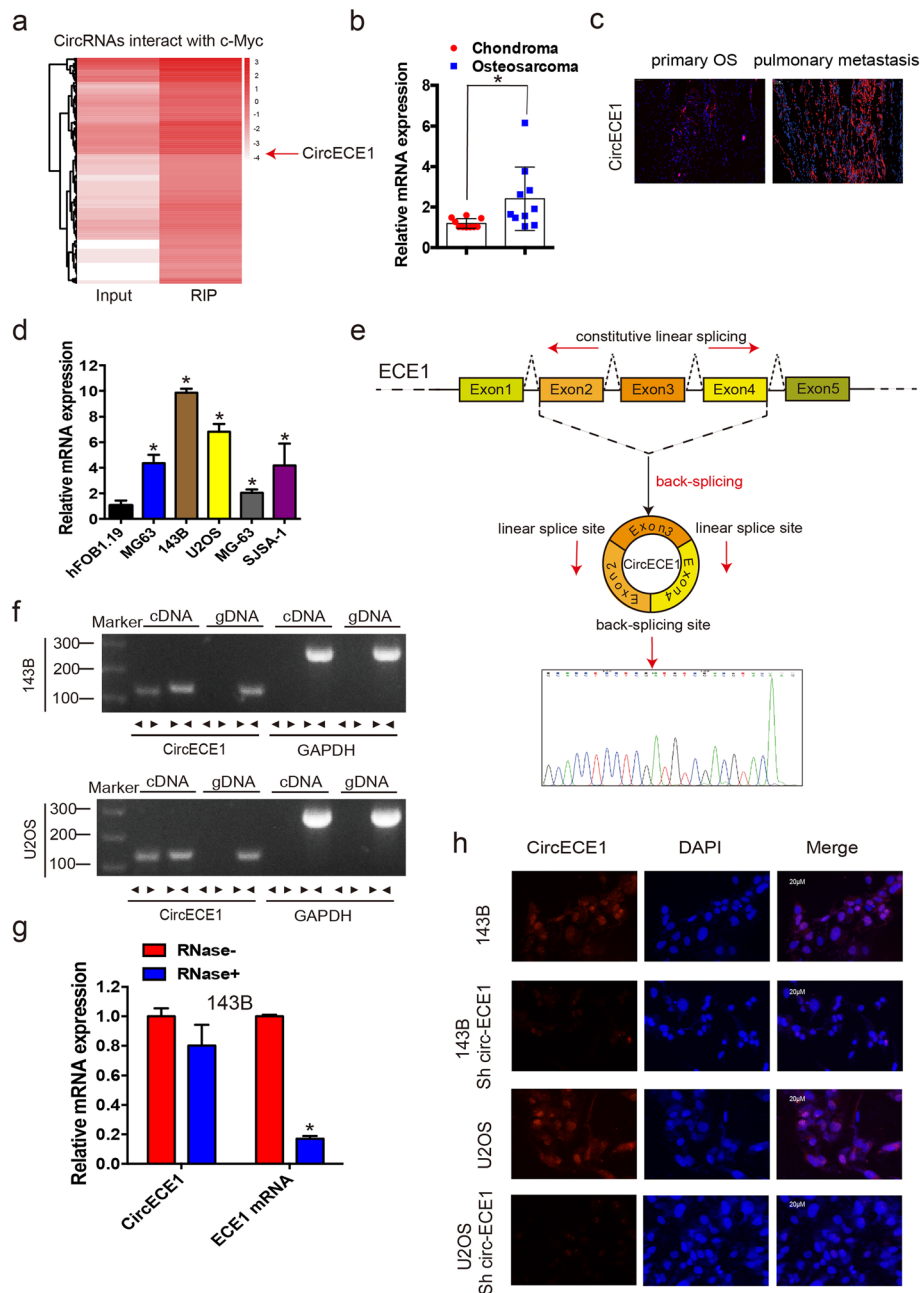 a
CircRNAs interact with c-Myc
3
2
1
0
-1
-2
-3
-4
CircECE1
Input RIP
b
Chondroma
Osteosarcoma
*
Relative mRNA expression
8
6
4
2
0
c
primary OS pulmonary metastasis
CircECE1
d
Relative mRNA expression
12
10
8
6
4
2
0
* * * * *
hFOB1.19 MG63 143B U2OS MG-63 SJSA-1
e
constitutive linear splicing
ECE1
Exon1 Exon2 Exon3 Exon4 Exon5
back-splicing
linear splice site linear splice site
Exon3
Exon2
Exon4
CircECE1
back-splicing site
f
Marker cDNA gDNA cDNA gDNA
143B
300
200
100
CircECE1 GAPDH
Marker cDNA gDNA cDNA gDNA
U2OS
300
200
100
CircECE1 GAPDH
g
RNase-
RNase+
143B
Relative mRNA expression
1.2
1.0
0.8
0.6
0.4
0.2
0.0
*
CircECE1 ECE1 mRNA
h
CircECE1 DAPI Merge
143B
20μM
143B
Sh circ-ECE1
20μM
U2OS
20μM
U2OS
Sh circ-ECE1
20μM